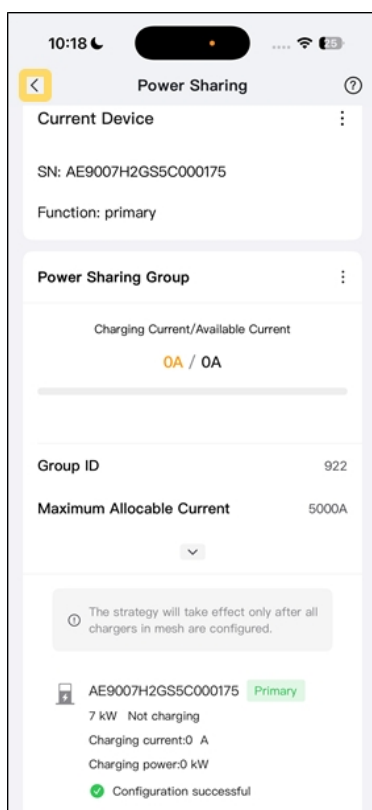 10:18
25
Power Sharing
Current Device
SN: AE9007H2GS5C000175
Function: primary
Power Sharing Group
Charging Current/Available Current
0A / 0A
Group ID 922
Maximum Allocable Current 5000A
The strategy will take effect only after all
chargers in mesh are configured.
AE9007H2GS5C000175 Primary
7 kW Not charging
Charging current:0 A
Charging power:0 kW
Configuration successful